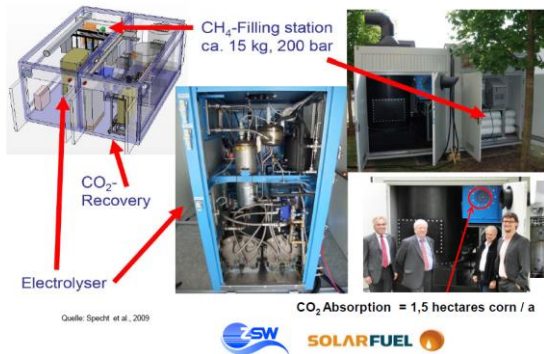 CH₄-Filling station
ca. 15 kg, 200 bar
CO₂-
Recovery
Electrolyser
CO₂ Absorption = 1,5 hectares corn / a
Quelle: Specht et al., 2009
ZSW
SOLARFUEL